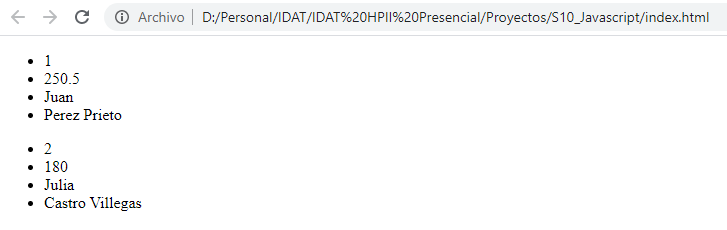 Archivo D:/Personal/IDAT/IDAT%20HPII%20Presencial/Proyectos/S10_Javascript/index.html
1
250.5
Juan
Perez Prieto
2
180
Julia
Castro Villegas